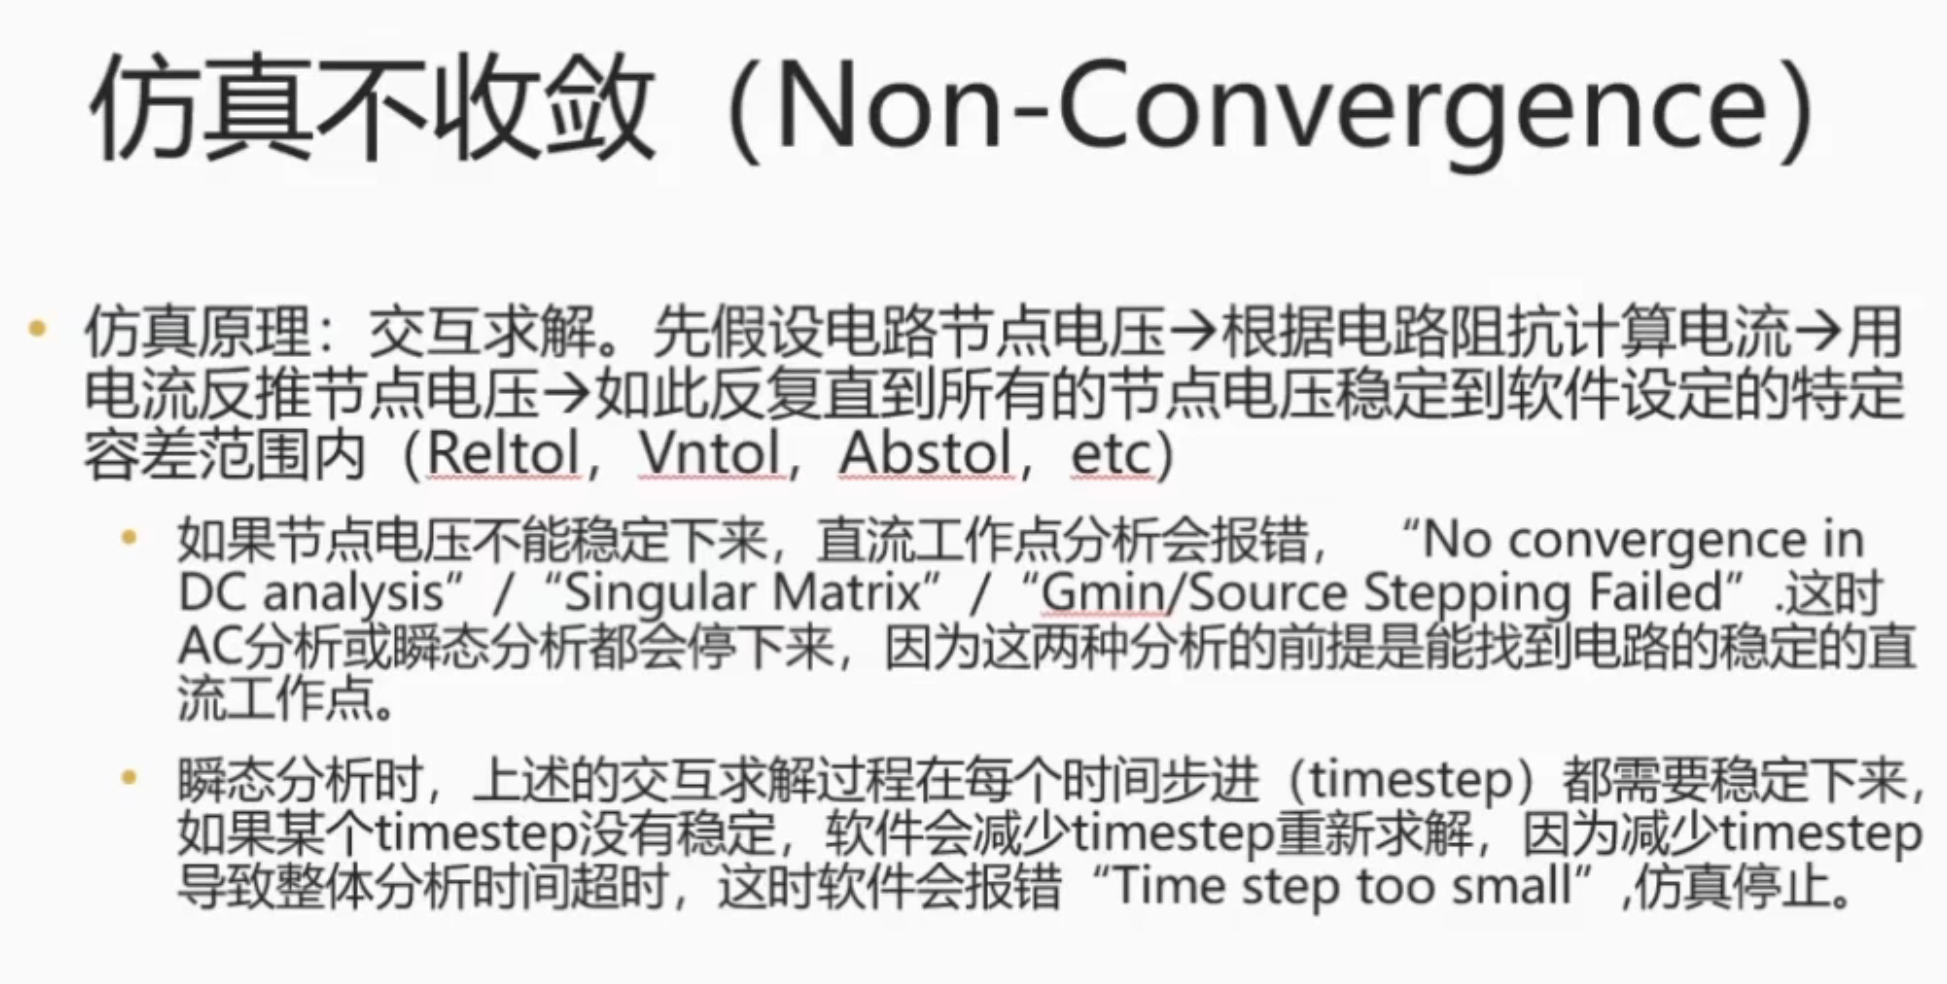 仿真不收敛（Non-Convergence）
• 仿真原理：交互求解。先假设电路节点电压→根据电路阻抗计算电流→用
电流反推节点电压→如此反复直到所有的节点电压稳定到软件设定的特定
容差范围内（Reltol，Vntol，Abstol，etc）
• 如果节点电压不能稳定下来，直流工作点分析会报错， “No convergence in
DC analysis” / “Singular Matrix” / “Gmin/Source Stepping Failed” .这时
AC分析或瞬态分析都会停下来，因为这两种分析的前提是能找到电路的稳定的直
流工作点。
• 瞬态分析时，上述的交互求解过程在每个时间步进（timestep）都需要稳定下来，
如果某个timestep没有稳定，软件会减少timestep重新求解，因为减少timestep
导致整体分析时间超时，这时软件会报错“Time step too small” ,仿真停止。